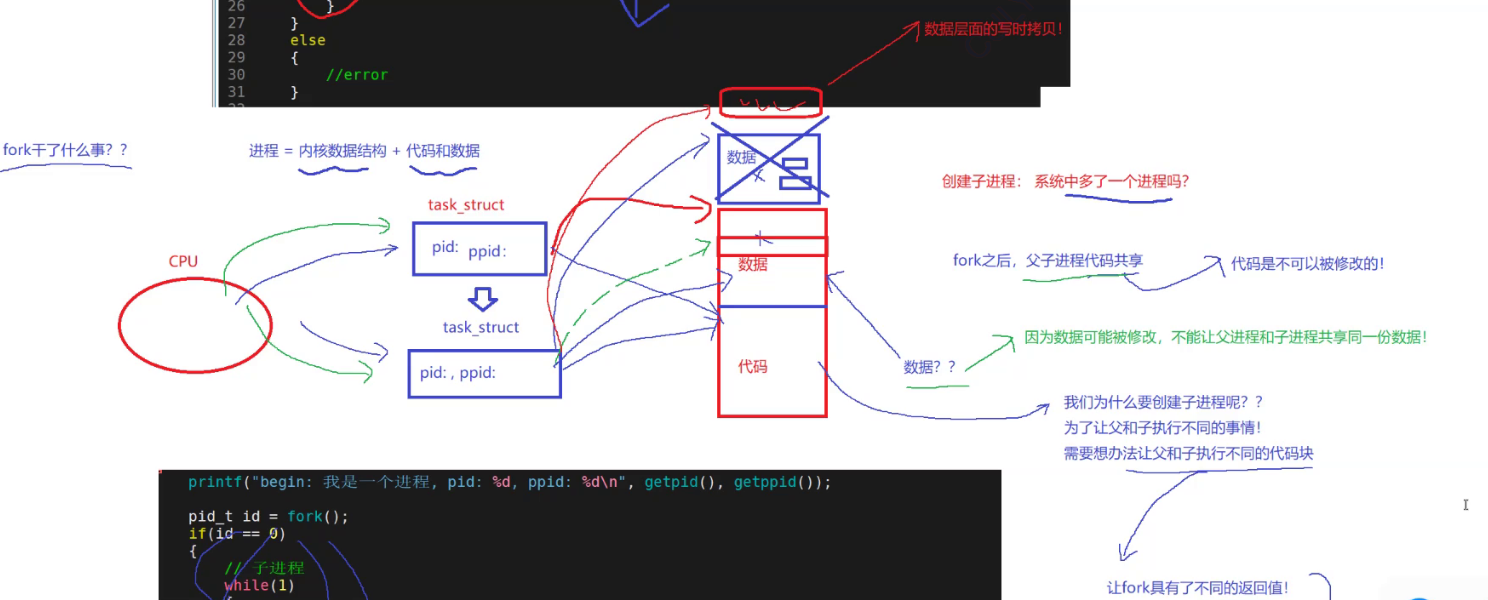 26 }
27 }
28 else
29 {
30 //error
31 }
数据层面的写时拷贝!
fork干了什么事? ?
进程 = 内核数据结构 + 代码和数据
数据
创建子进程: 系统中多了一个进程吗?
task_struct
pid: ppid:
CPU
数据
fork之后, 父子进程代码共享
代码是不可以被修改的!
task_struct
pid: , ppid:
代码
数据? ?
因为数据可能被修改, 不能让父进程和子进程共享同一份数据!
我们为什么要创建子进程呢? ?
为了让父和子执行不同的事情!
需要想办法让父和子执行不同的代码块
printf("begin: 我是一个进程, pid: %d, ppid: %d\n", getpid(), getppid());
pid_t id = fork();
if(id == 0)
{
// 子进程
while(1)
让fork具有了不同的返回值!